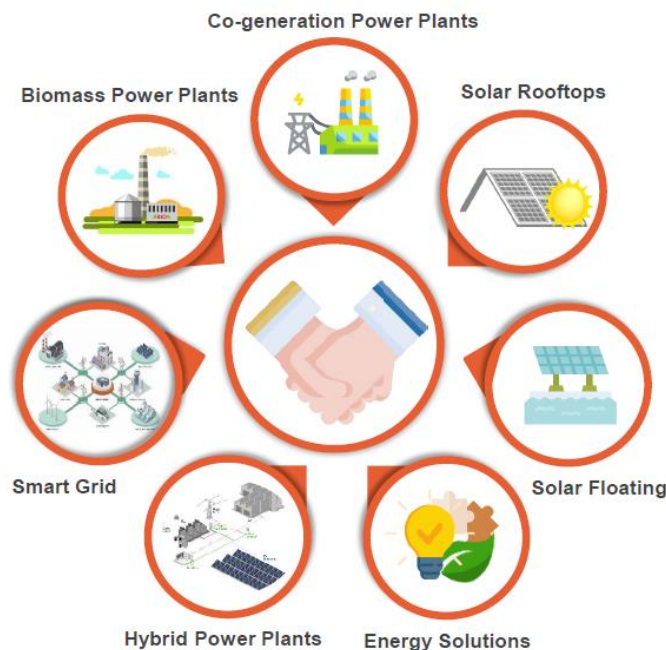 Co-generation Power Plants
Biomass Power Plants
Solar Rooftops
Smart Grid
Solar Floating
Hybrid Power Plants
Energy Solutions